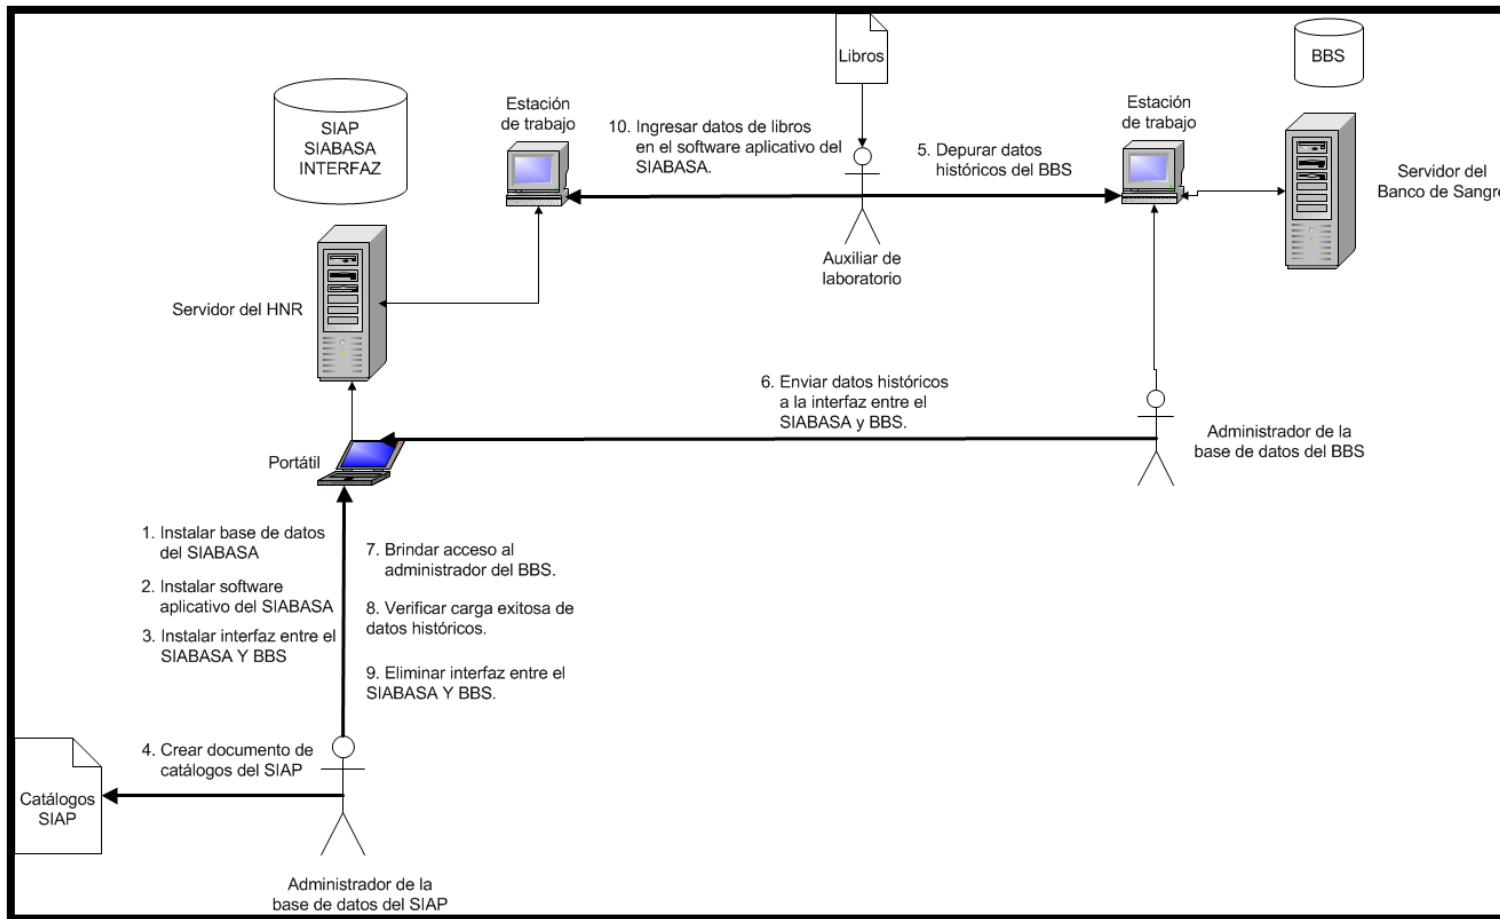 Libros
BBS
SIAP
SIABASA
INTERFAZ
Estación
de trabajo
10. Ingresar datos de libros
en el software aplicativo del
SIABASA.
5. Depurar datos
históricos del BBS
Estación
de trabajo
Servidor del
Banco de Sangre
Auxiliar de
laboratorio
Servidor del HNR
6. Enviar datos históricos
a la interfaz entre el
SIABASA y BBS.
Administrador de la
base de datos del BBS
Portátil
1. Instalar base de datos
del SIABASA
2. Instalar software
aplicativo del SIABASA
3. Instalar interfaz entre el
SIABASA Y BBS
7. Brindar acceso al
administrador del BBS.
8. Verificar carga exitosa de
datos históricos.
9. Eliminar interfaz entre el
SIABASA Y BBS.
4. Crear documento de
catálogos del SIAP
Catálogos
SIAP
Administrador de la
base de datos del SIAP